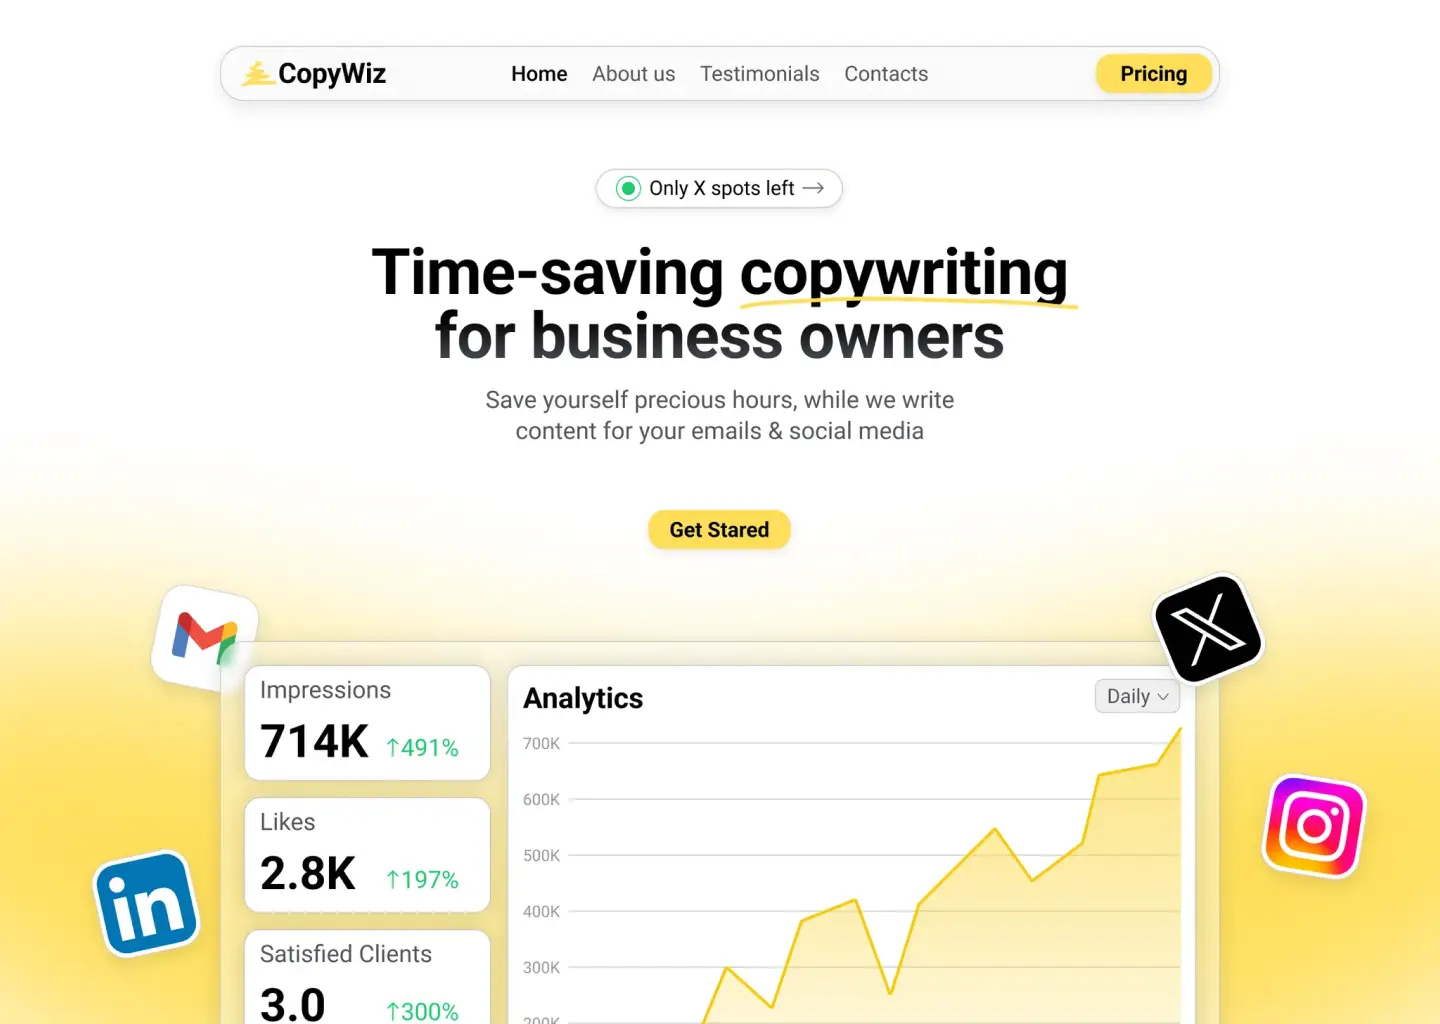 CopyWiz
Home
About us
Testimonials
Contacts
Pricing
Only X spots left →
Time-saving copywriting
for business owners
Save yourself precious hours, while we write
content for your emails & social media
Get Stared
Impressions
714K ↑491%
Likes
2.8K ↑197%
Satisfied Clients
3.0 ↑300%
Analytics
Daily
700K
600K
500K
400K
300K
200K
in